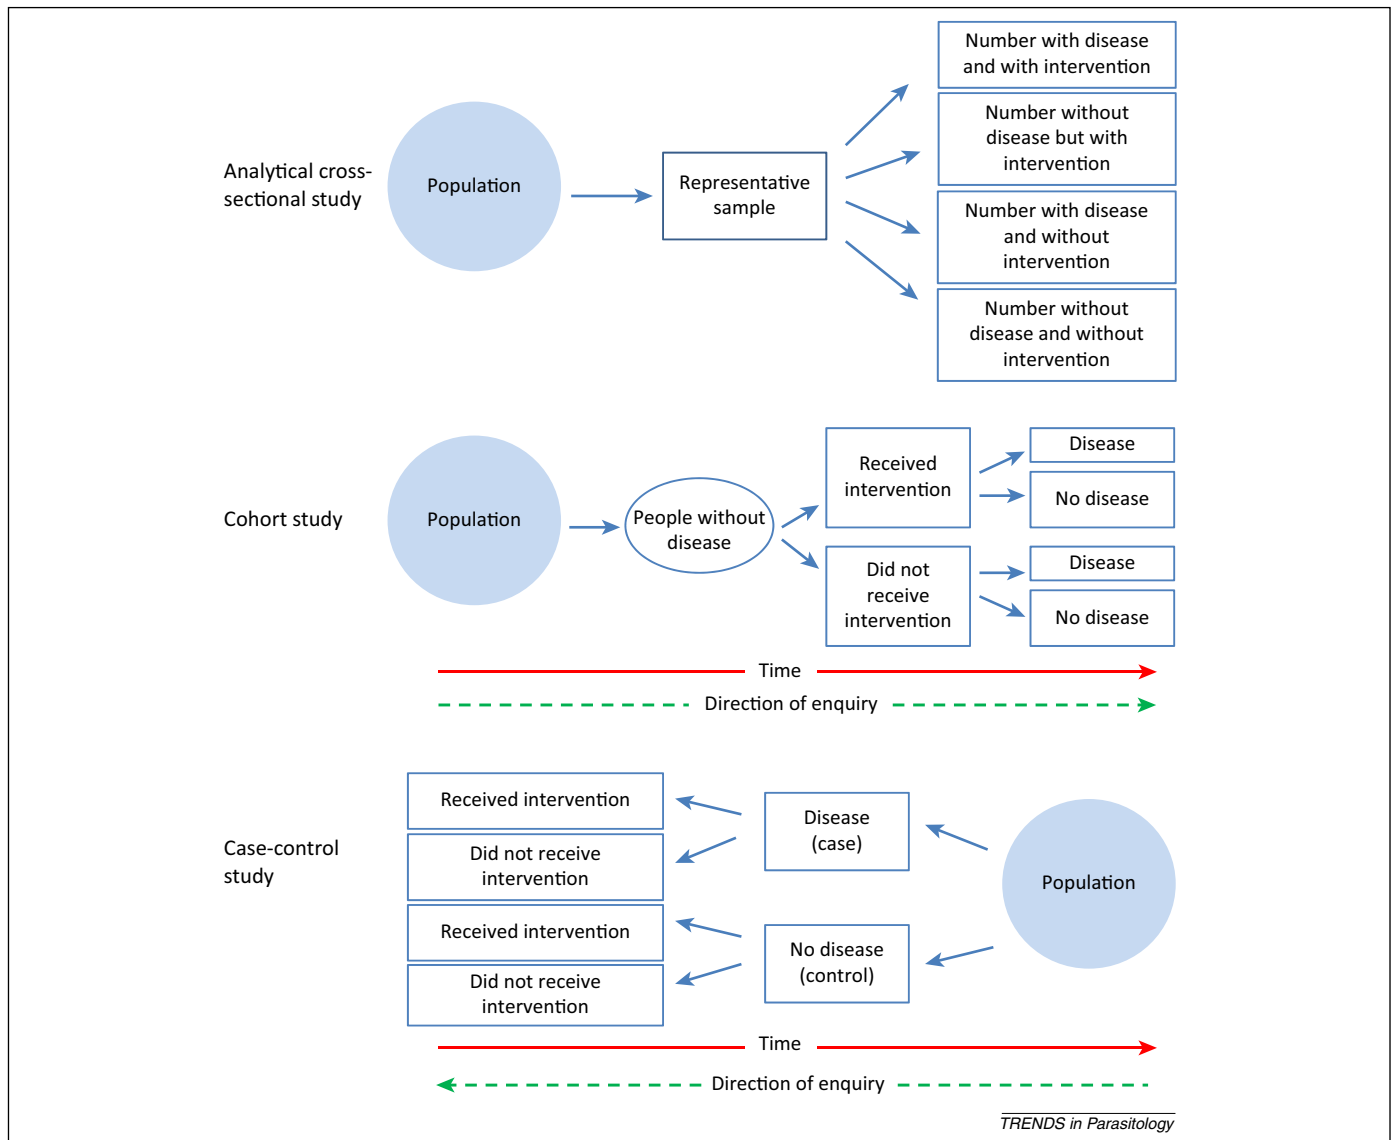 Analytical cross-
sectional study
Population
Representative
sample
Number with disease
and with intervention
Number without
disease but with
intervention
Number with disease
and without
intervention
Number without
disease and without
intervention
Cohort study
Population
People without
disease
Received
intervention
Disease
No disease
Did not
receive
intervention
Disease
No disease
Time
Direction of enquiry
Case-control
study
Received intervention
Did not receive
intervention
Received intervention
Did not receive
intervention
Disease
(case)
No disease
(control)
Population
Time
Direction of enquiry
TRENDS in Parasitology